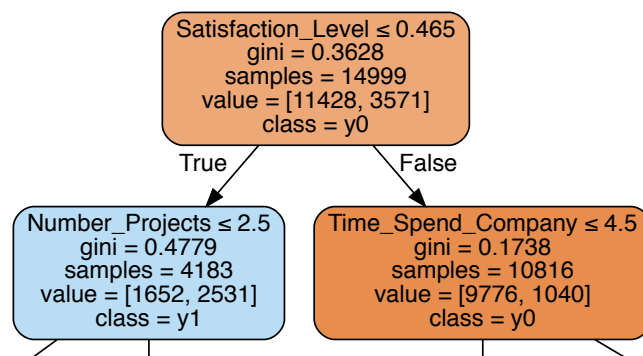 Satisfaction_Level ≤ 0.465
gini = 0.3628
samples = 14999
value = [11428, 3571]
class = y0
True
False
Number_Projects ≤ 2.5
gini = 0.4779
samples = 4183
value = [1652, 2531]
class = y1
Time_Spend_Company ≤ 4.5
gini = 0.1738
samples = 10816
value = [9776, 1040]
class = y0